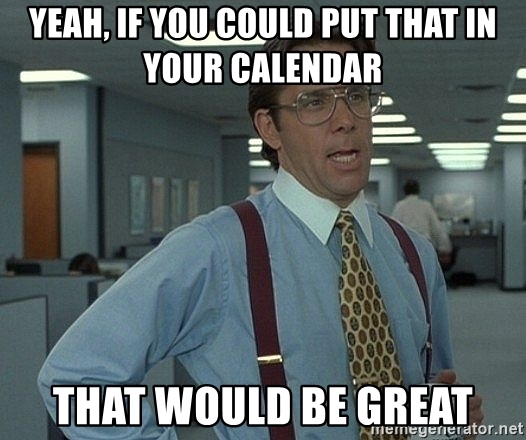 YEAH, IF YOU COULD PUT THAT IN
YOUR CALENDAR
THAT WOULD BE GREAT
memegenerator.net